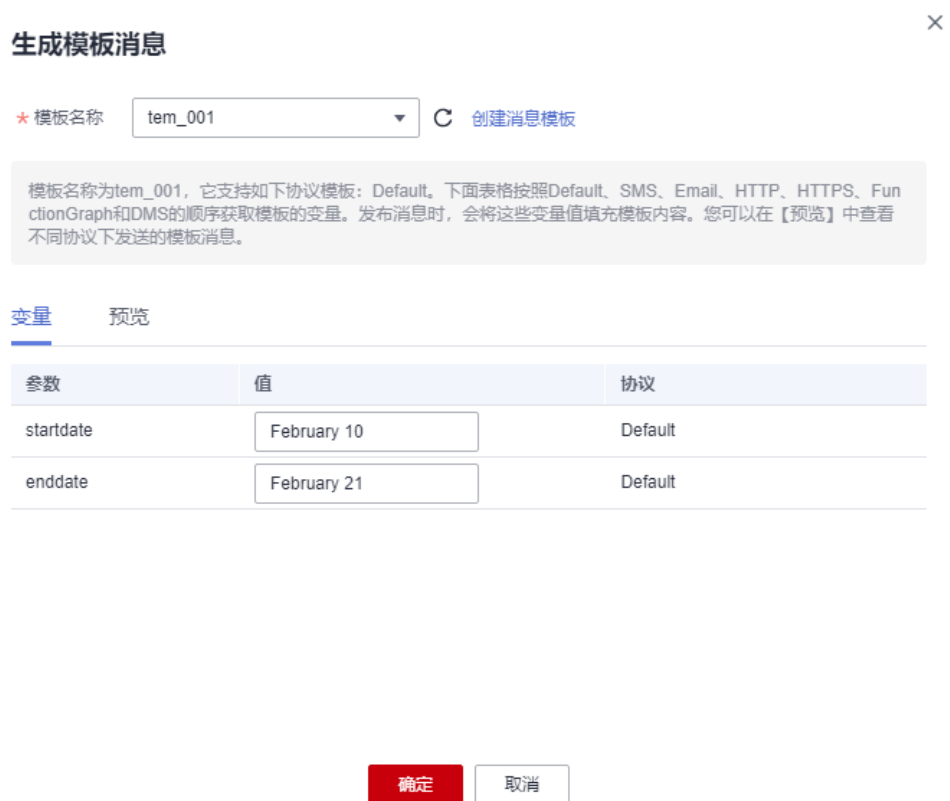 生成模板消息
* 模板名称 tem_001 创建消息模板
模板名称为tem_001，它支持如下协议模板：Default。下面表格按照Default、SMS、Email、HTTP、HTTPS、Fun
ctionGraph和DMS的顺序获取模板的变量。发布消息时，会将这些变量值填充模板内容。您可以在【预览】中查看
不同协议下发送的模板消息。
变量 预览
参数 值 协议
startdate February 10 Default
enddate February 21 Default
确定 取消